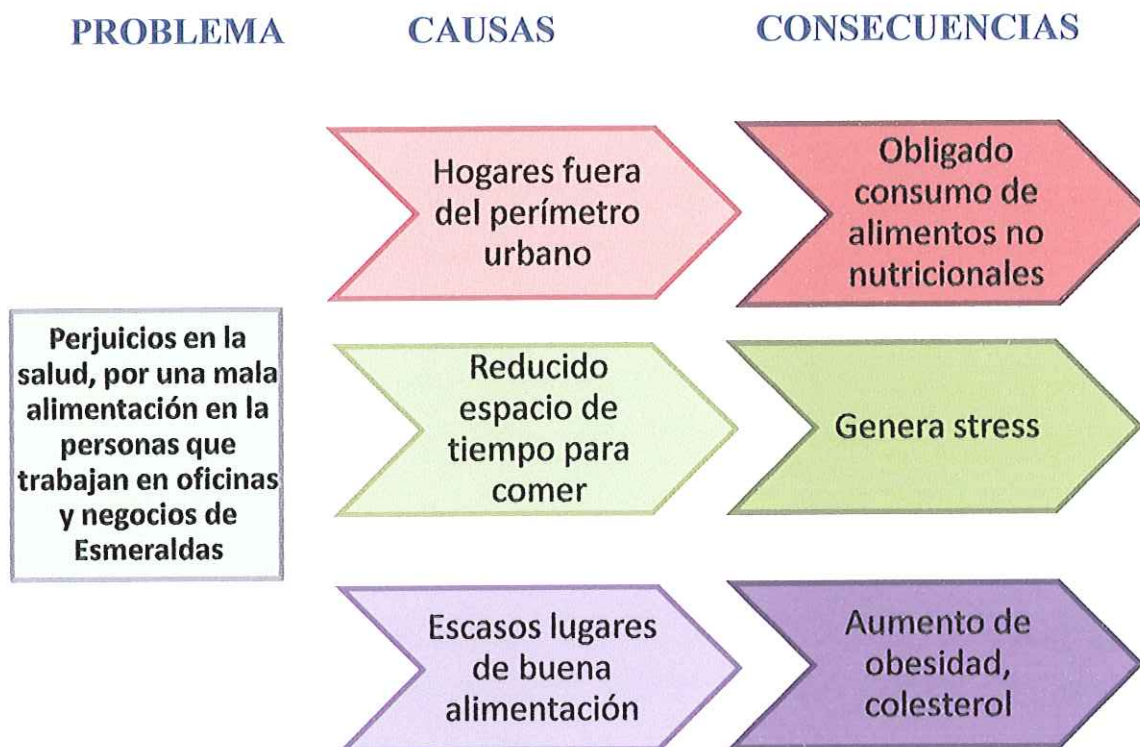 PROBLEMA CAUSAS CONSECUENCIAS
Hogares fuera
del perímetro
urbano
Obligado
consumo de
alimentos no
nutricionales
Perjuicios en la
salud, por una mala
alimentación en la
personas que
trabajan en oficinas
y negocios de
Esmeraldas
Reducido
espacio de
tiempo para
comer
Genera stress
Escasos lugares
de buena
alimentación
Aumento de
obesidad,
colesterol